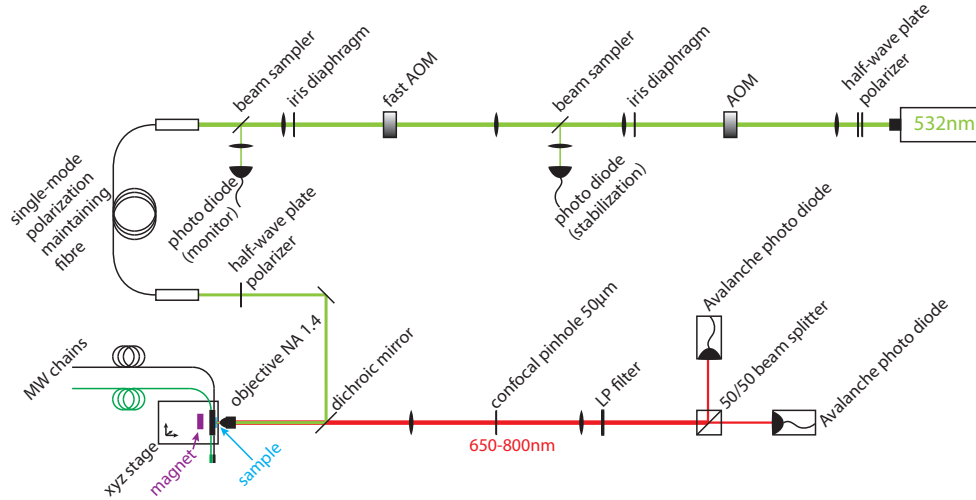 beam sampler
iris diaphragm
fast AOM
beam sampler
iris diaphragm
AOM
half-wave plate
polarizer
532nm
single-mode
polarization
maintaining
fibre
photo diode
(monitor)
half-wave plate
polarizer
photo diode
(stabilization)
Avalanche photo diode
MW chains
objective NA 1.4
dichroic mirror
confocal pinhole 50µm
LP filter
50/50 beam splitter
Avalanche photo diode
650-800nm
xyz stage
magnet
sample